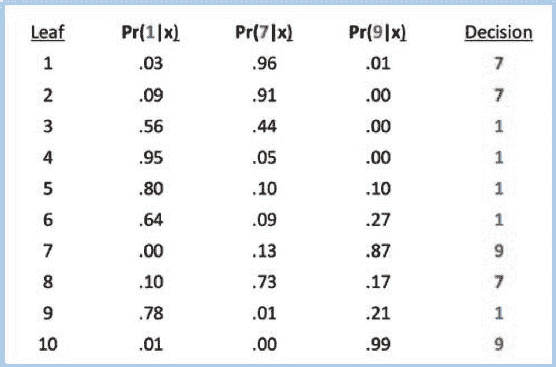 Leaf Pr(1|x) Pr(7|x) Pr(9|x) Decision
1 .03 .96 .01 7
2 .09 .91 .00 7
3 .56 .44 .00 1
4 .95 .05 .00 1
5 .80 .10 .10 1
6 .64 .09 .27 1
7 .00 .13 .87 9
8 .10 .73 .17 7
9 .78 .01 .21 1
10 .01 .00 .99 9